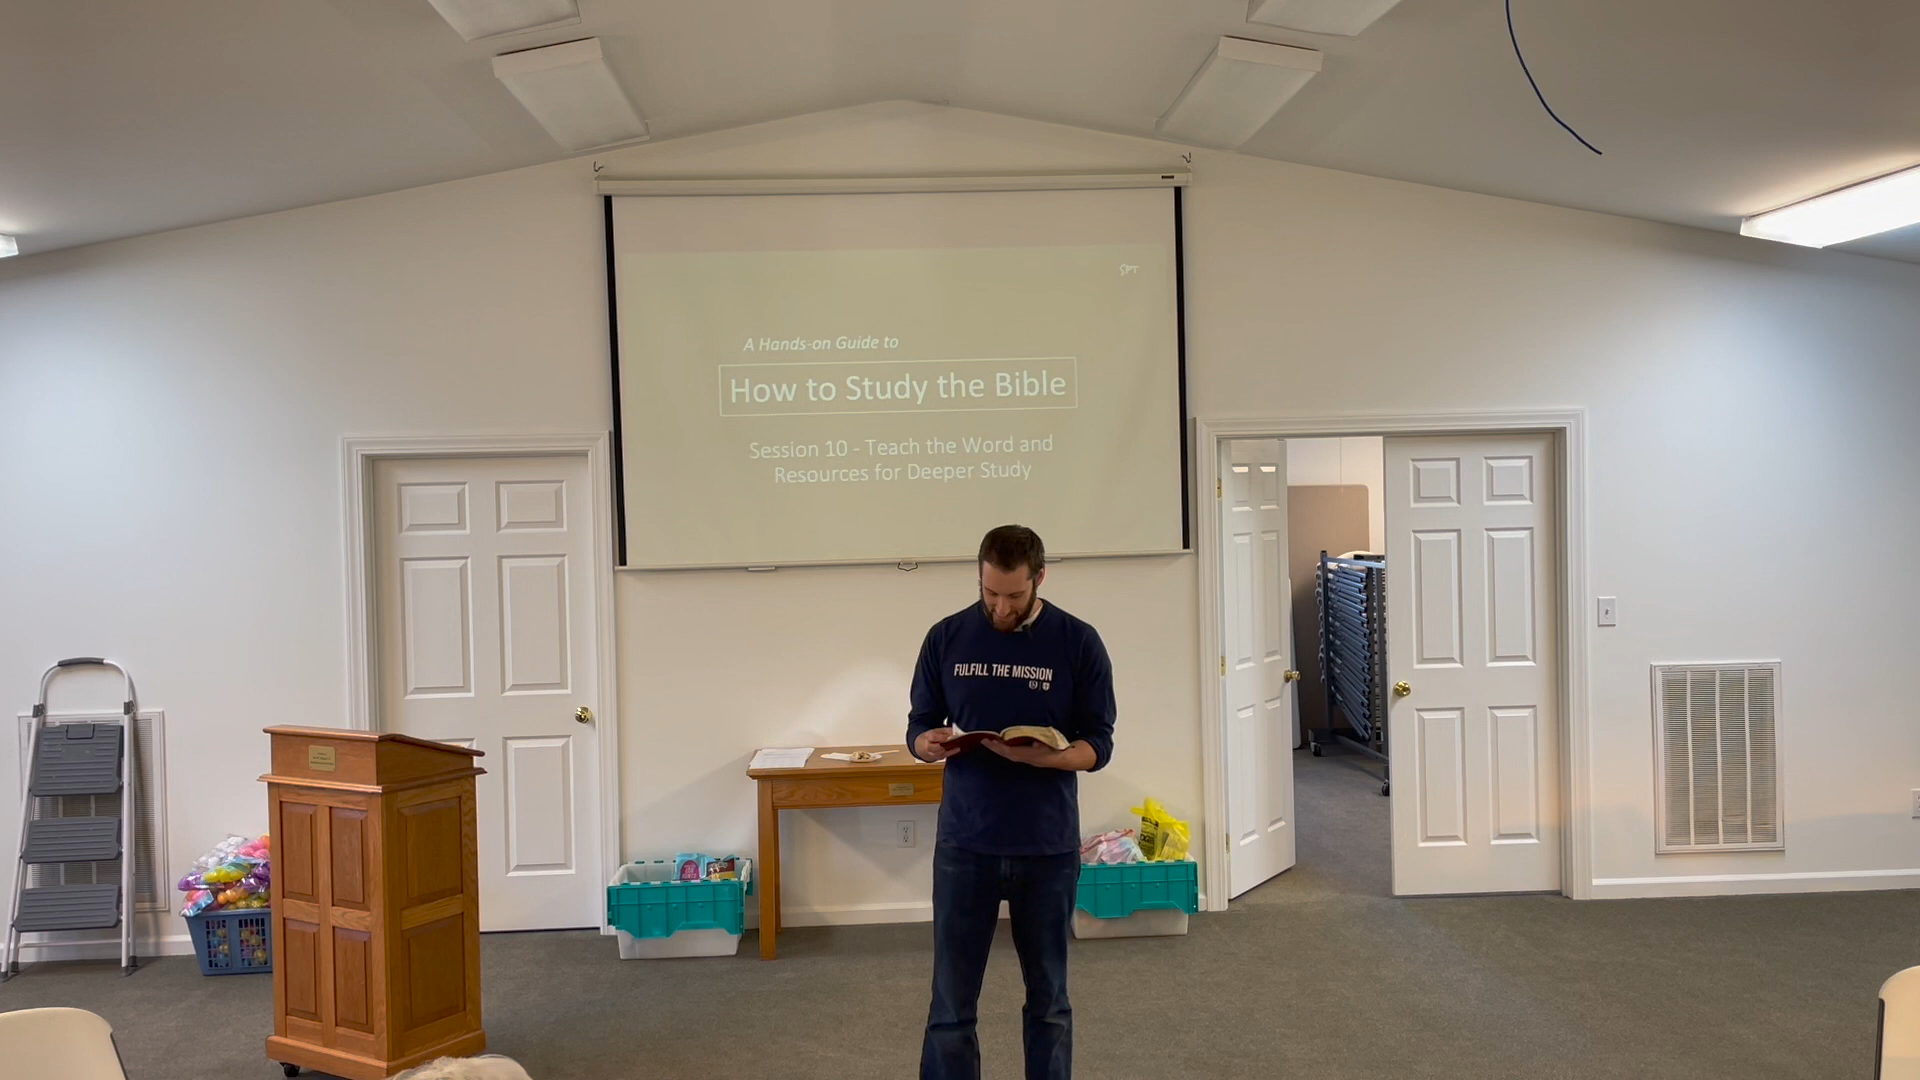 SPT
A Hands-on Guide to
How to Study the Bible
Session 10 - Teach the Word and
Resources for Deeper Study
FULFILL THE MISSION